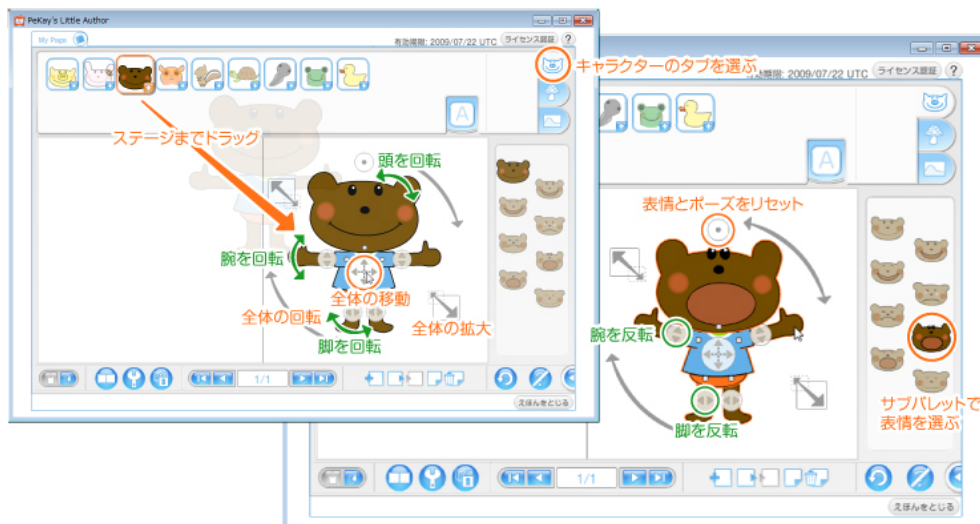 PeKay's Little Author
My Page
有効期限: 2009/07/22 UTC
ライセンス認証
?
キャラクターのタブを選ぶ
ステージまでドラッグ
A
頭を回転
腕を回転
全体の移動
全体の回転
全体の拡大
脚を回転
1/1
えほんをとじる
有効期限: 2009/07/22 UTC
ライセンス認証
?
A
表情とポーズをリセット
腕を反転
脚を反転
サブパレットで
表情を選ぶ
1/1
えほんをとじる